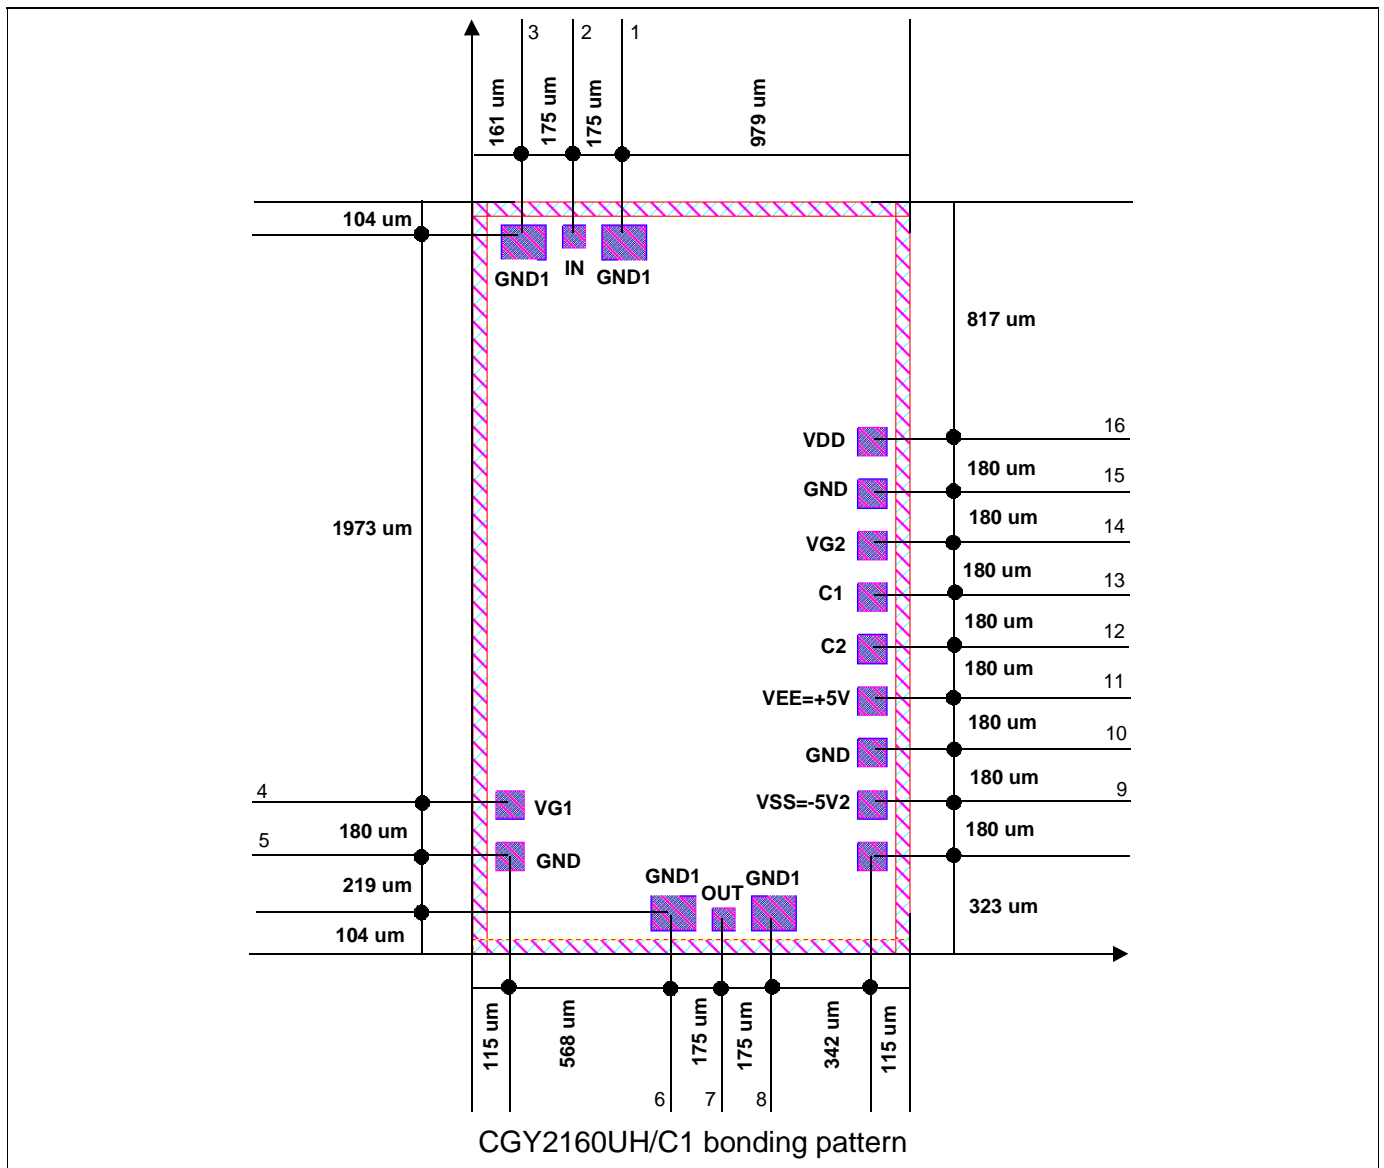 3
2
1
161 um
175 um
175 um
979 um
104 um
GND1
IN
GND1
817 um
VDD
16
180 um
GND
15
1973 um
180 um
VG2
14
180 um
C1
13
180 um
C2
12
180 um
VEE=+5V
11
180 um
GND
10
180 um
4
VG1
VSS=-5V2
9
180 um
180 um
5
GND
219 um
GND1
OUT
GND1
323 um
104 um
115 um
568 um
175 um
175 um
342 um
115 um
6
7
8
CGY2160UH/C1 bonding pattern